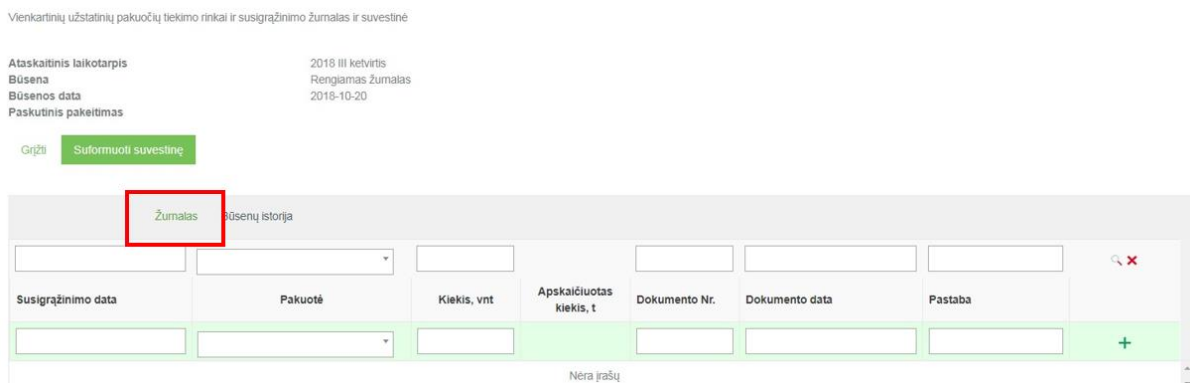 Vienkartinių užstatinių pakuočių tiekimo rinkai ir susigrąžinimo žurnalas ir suvestinė
Ataskaitinis laikotarpis 2018 III ketvirtis
Būsena Rengiamas žurnalas
Būsenos data 2018-10-20
Paskutinis pakeitimas
Grįžti Suformuoti suvestinę
Žurnalas Būsenų istorija
Susigrąžinimo data Pakuotė Kiekis, vnt Apskaičiuotas kiekis, t Dokumento Nr. Dokumento data Pastaba
Nėra įrašų